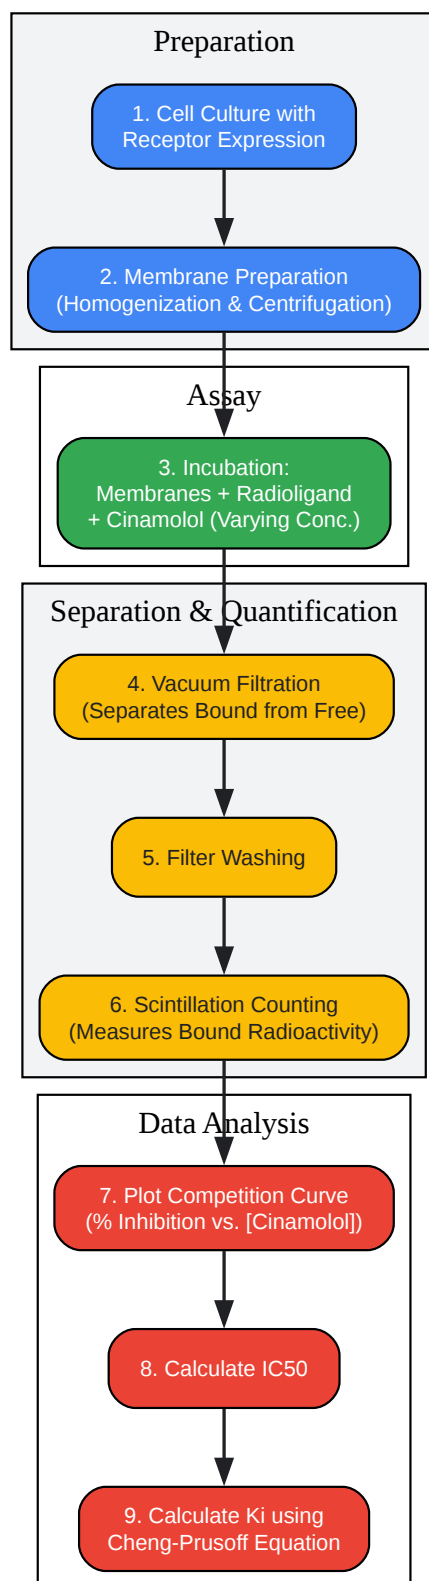 Preparation
1. Cell Culture with
Receptor Expression
2. Membrane Preparation
(Homogenization & Centrifugation)
Assay
3. Incubation:
Membranes + Radioligand
+ Cinamolol (Varying Conc.)
Separation & Quantification
4. Vacuum Filtration
(Separates Bound from Free)
5. Filter Washing
6. Scintillation Counting
(Measures Bound Radioactivity)
Data Analysis
7. Plot Competition Curve
(% Inhibition vs. [Cinamolol])
8. Calculate IC50
9. Calculate Ki using
Cheng-Prusoff Equation